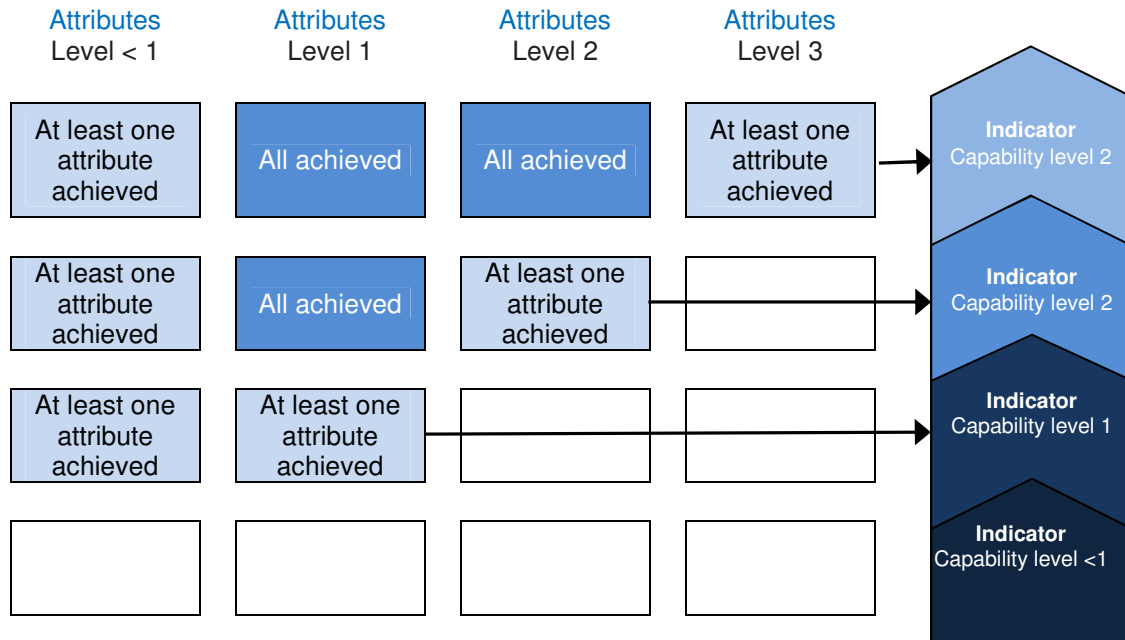 Attributes
Level < 1
Attributes
Level 1
Attributes
Level 2
Attributes
Level 3
At least one
attribute
achieved
All achieved
All achieved
At least one
attribute
achieved
Indicator
Capability level 2
At least one
attribute
achieved
All achieved
At least one
attribute
achieved
Indicator
Capability level 2
At least one
attribute
achieved
At least one
attribute
achieved
Indicator
Capability level 1
Indicator
Capability level <1